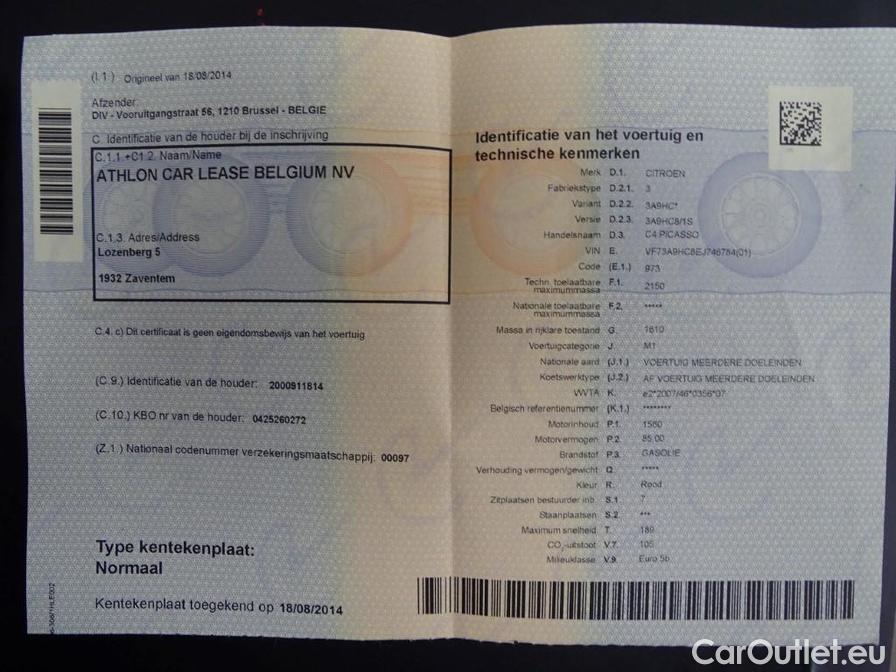 (I.1) Origineel van 18/08/2014
Afzender:
DIV - Vooruitgangstraat 56, 1210 Brussel - BELGIE
C. Identificatie van de houder bij de inschrijving
C.1.1.+C1.2. Naam/Name
ATHLON CAR LEASE BELGIUM NV
C.1.3. Adres/Address
Lozenberg 5
1932 Zaventem
C.4. c) Dit certificaat is geen eigendomsbewijs van het voertuig
(C.9.) Identificatie van de houder: 2000911814
(C.10.) KBO nr van de houder: 0425260272
(Z.1.) Nationaal codenummer verzekeringsmaatschappij: 00097
Type kentekenplaat:
Normaal
Kentekenplaat toegekend op 18/08/2014
Identificatie van het voertuig en
technische kenmerken
Merk D.1. CITROEN
Fabriekstype D.2.1. 3
Variant D.2.2. 3A9HC*
Versie D.2.3. 3A9HC8/1S
Handelsnaam D.3. C4 PICASSO
VIN E. VF73A9HC8EJ748784(01)
Code (E.1.) 973
Techn. toelaatbare F.1. 2150
maximummassa
Nationale toelaatbare F.2. *****
maximummassa
Massa in rijklare toestand G. 1610
Voertuigcategorie J. M1
Nationale aard (J.1.) VOERTUIG MEERDERE DOELEINDEN
Koetswerktype (J.2.) AF VOERTUIG MEERDERE DOELEINDEN
WVTA K. e2*2007/46*0356*07
Belgisch referentienummer (K.1.) ********
Motorinhoud P.1. 1560
Motorvermogen P.2. 85,00
Brandstof P.3. GASOLIE
Verhouding vermogen/gewicht Q. *****
Kleur R. Rood
Zitplaatsen bestuurder inb. S.1. 7
Staanplaatsen S.2. ***
Maximum snelheid T. 189
CO₂-uitstoot V.7. 105
Milieuklasse V.9. Euro 5b
CarOutlet.eu